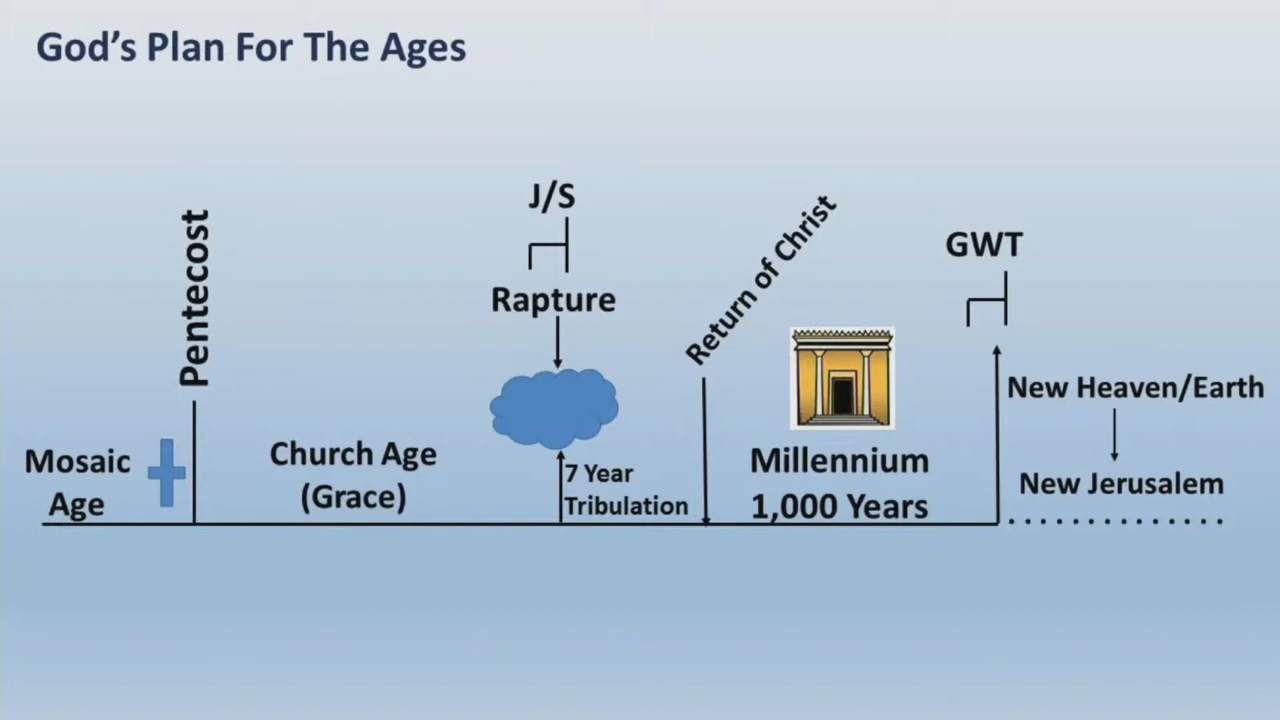 God's Plan For The Ages
Mosaic
Age
Pentecost
Church Age
(Grace)
J/S
Rapture
7 Year
Tribulation
Return of Christ
Millennium
1,000 Years
GWT
New Heaven/Earth
New Jerusalem